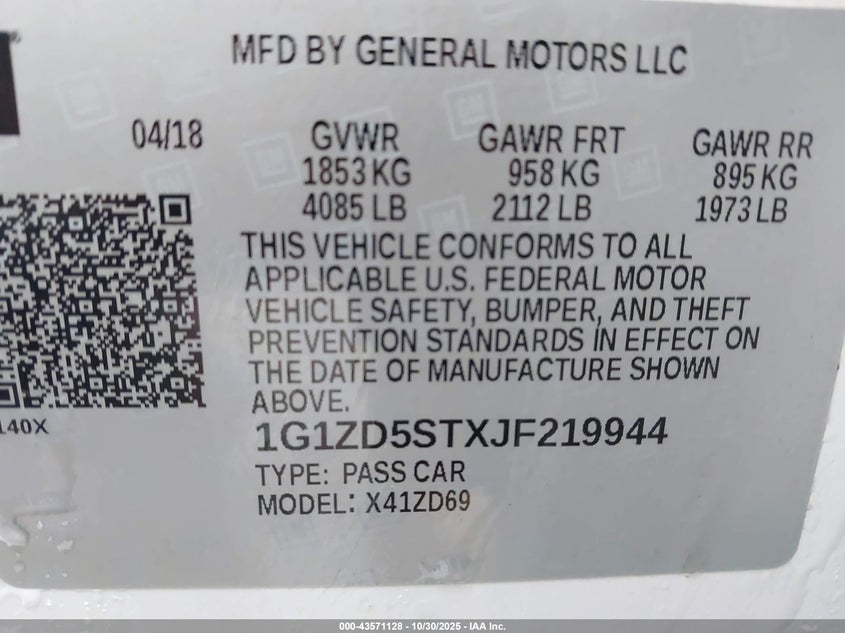 MFD BY GENERAL MOTORS LLC
04/18 GVWR GAWR FRT GAWR RR
1853 KG 958 KG 895 KG
4085 LB 2112 LB 1973 LB
THIS VEHICLE CONFORMS TO ALL
APPLICABLE U.S. FEDERAL MOTOR
VEHICLE SAFETY, BUMPER, AND THEFT
PREVENTION STANDARDS IN EFFECT ON
THE DATE OF MANUFACTURE SHOWN
ABOVE.
140X
1G1ZD5STXJF219944
TYPE: PASS CAR
MODEL: X41ZD69
000-43571128 - 10/30/2025 - IAA Inc.